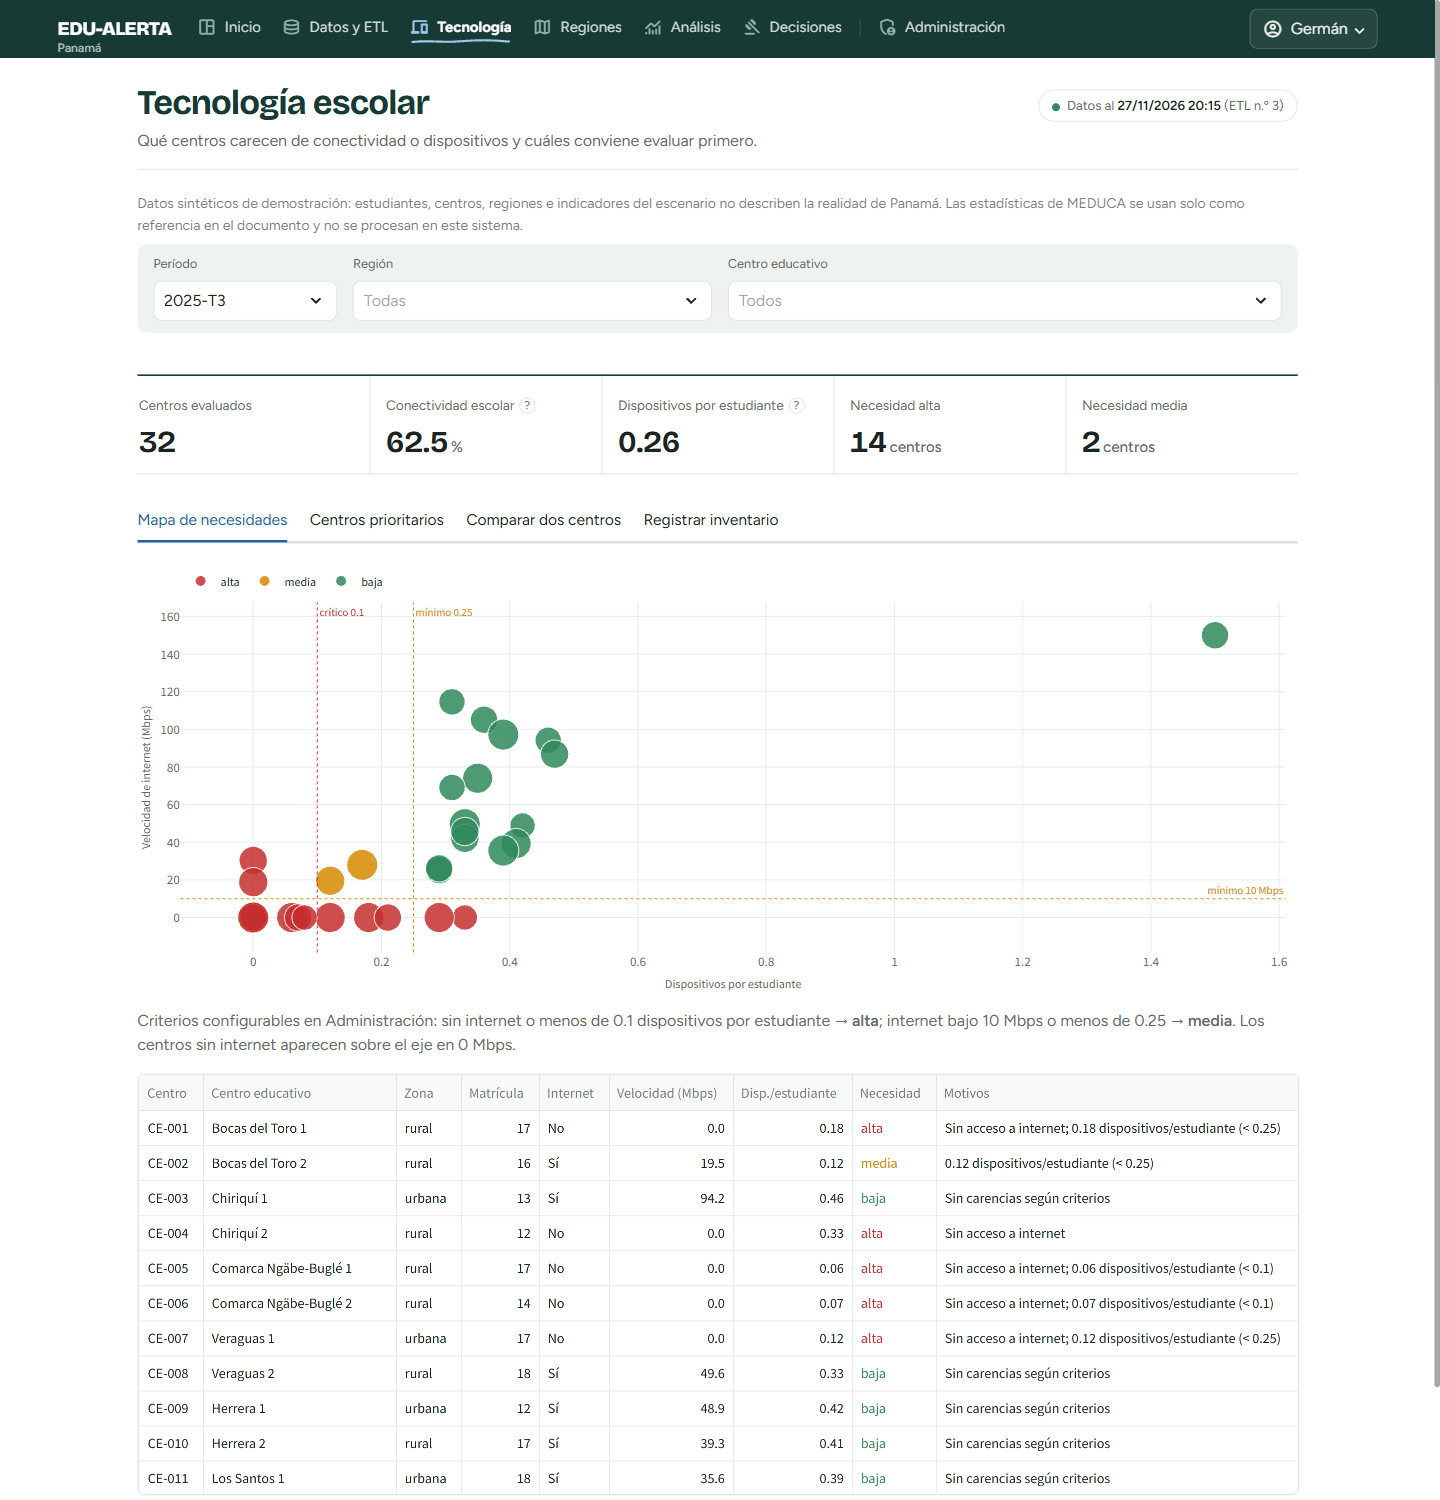 EDU-ALERTA
Panamá
Inicio
Datos y ETL
Tecnología
Regiones
Análisis
Decisiones
Administración
Germán
Tecnología escolar
Datos al 27/11/2026 20:15 (ETL n.º 3)
Qué centros carecen de conectividad o dispositivos y cuáles conviene evaluar primero.
Datos sintéticos de demostración: estudiantes, centros, regiones e indicadores del escenario no describen la realidad de Panamá. Las estadísticas de MEDUCA se usan solo como
referencia en el documento y no se procesan en este sistema.
Período
Región
Centro educativo
2025-T3
Todas
Todos
Centros evaluados
Conectividad escolar ?
Dispositivos por estudiante ?
Necesidad alta
Necesidad media
32
62.5 %
0.26
14 centros
2 centros
Mapa de necesidades
Centros prioritarios
Comparar dos centros
Registrar inventario
alta
media
baja
crítico 0.1
mínimo 0.25
160
140
120
100
80
60
40
20
0
Velocidad de internet (Mbps)
mínimo 10 Mbps
0 0.2 0.4 0.6 0.8 1 1.2 1.4 1.6
Dispositivos por estudiante
Criterios configurables en Administración: sin internet o menos de 0.1 dispositivos por estudiante → alta; internet bajo 10 Mbps o menos de 0.25 → media. Los
centros sin internet aparecen sobre el eje en 0 Mbps.
Centro Centro educativo Zona Matrícula Internet Velocidad (Mbps) Disp./estudiante Necesidad Motivos
CE-001 Bocas del Toro 1 rural 17 No 0.0 0.18 alta Sin acceso a internet; 0.18 dispositivos/estudiante (< 0.25)
CE-002 Bocas del Toro 2 rural 16 Sí 19.5 0.12 media 0.12 dispositivos/estudiante (< 0.25)
CE-003 Chiriquí 1 urbana 13 Sí 94.2 0.46 baja Sin carencias según criterios
CE-004 Chiriquí 2 rural 12 No 0.0 0.33 alta Sin acceso a internet
CE-005 Comarca Ngäbe-Buglé 1 rural 17 No 0.0 0.06 alta Sin acceso a internet; 0.06 dispositivos/estudiante (< 0.1)
CE-006 Comarca Ngäbe-Buglé 2 rural 14 No 0.0 0.07 alta Sin acceso a internet; 0.07 dispositivos/estudiante (< 0.1)
CE-007 Veraguas 1 urbana 17 No 0.0 0.12 alta Sin acceso a internet; 0.12 dispositivos/estudiante (< 0.25)
CE-008 Veraguas 2 rural 18 Sí 49.6 0.33 baja Sin carencias según criterios
CE-009 Herrera 1 urbana 12 Sí 48.9 0.42 baja Sin carencias según criterios
CE-010 Herrera 2 rural 17 Sí 39.3 0.41 baja Sin carencias según criterios
CE-011 Los Santos 1 urbana 18 Sí 35.6 0.39 baja Sin carencias según criterios